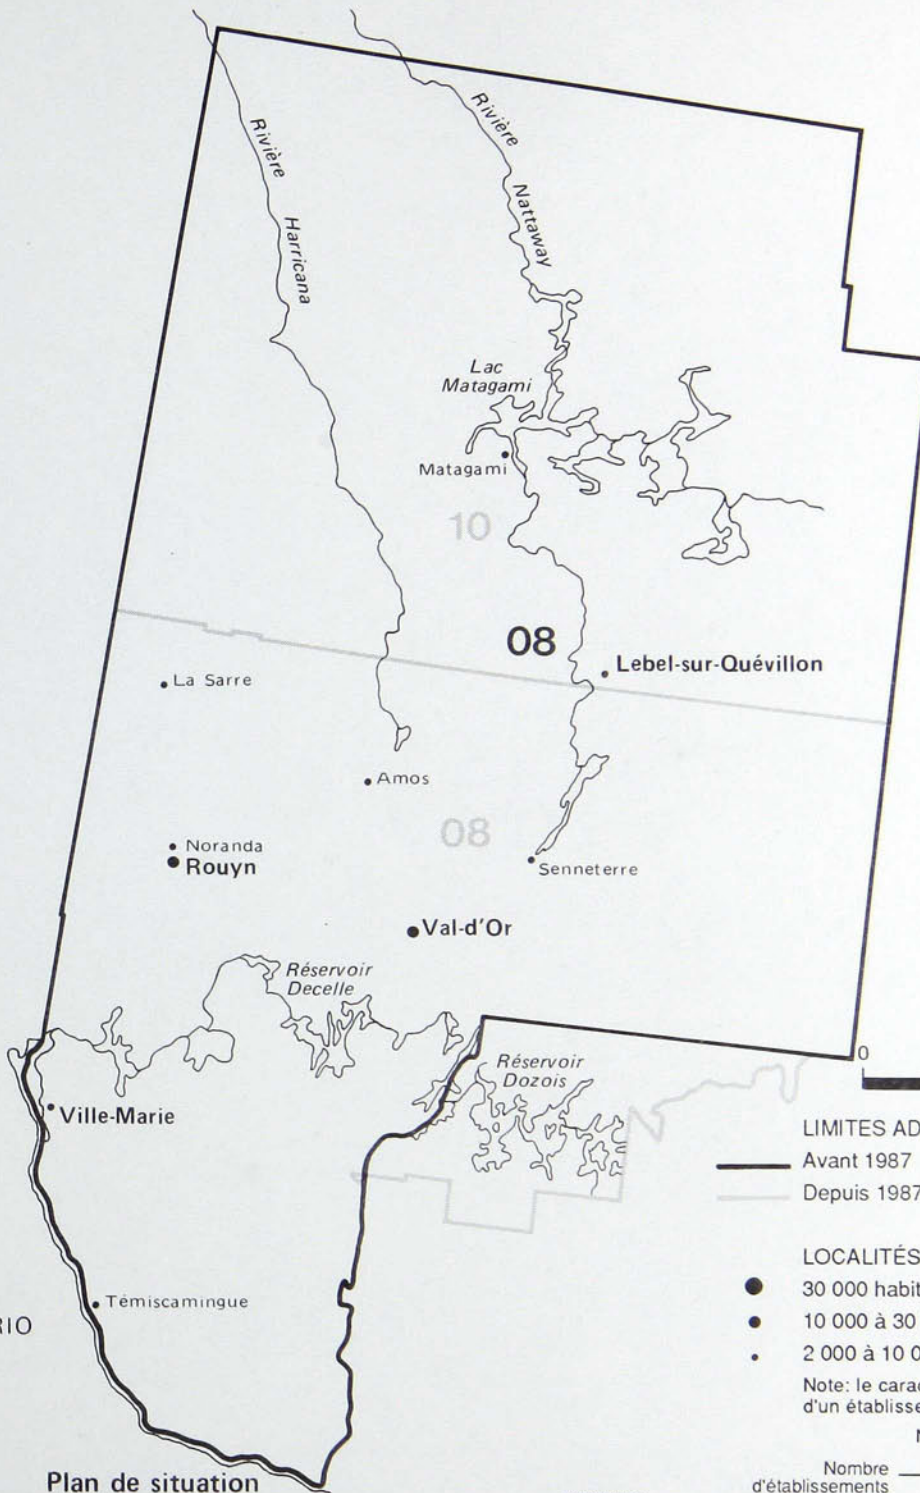 Rivière
Harricana
Rivière
Nattaway
Lac
Matagami
Matagami
10
08
Lebel-sur-Quévillon
La Sarre
Amos
08
Noranda
Rouyn
Senneterre
Val-d'Or
Réservoir
Decelle
Réservoir
Dozois
0
Ville-Marie
LIMITES AD
Avant 1987
Depuis 1987
LOCALITÉS
30 000 habit
10 000 à 30
2 000 à 10 0
Témiscamingue
RIO
Note: le cara
d'un établisse
N
Nombre
d'établissements
Plan de situation